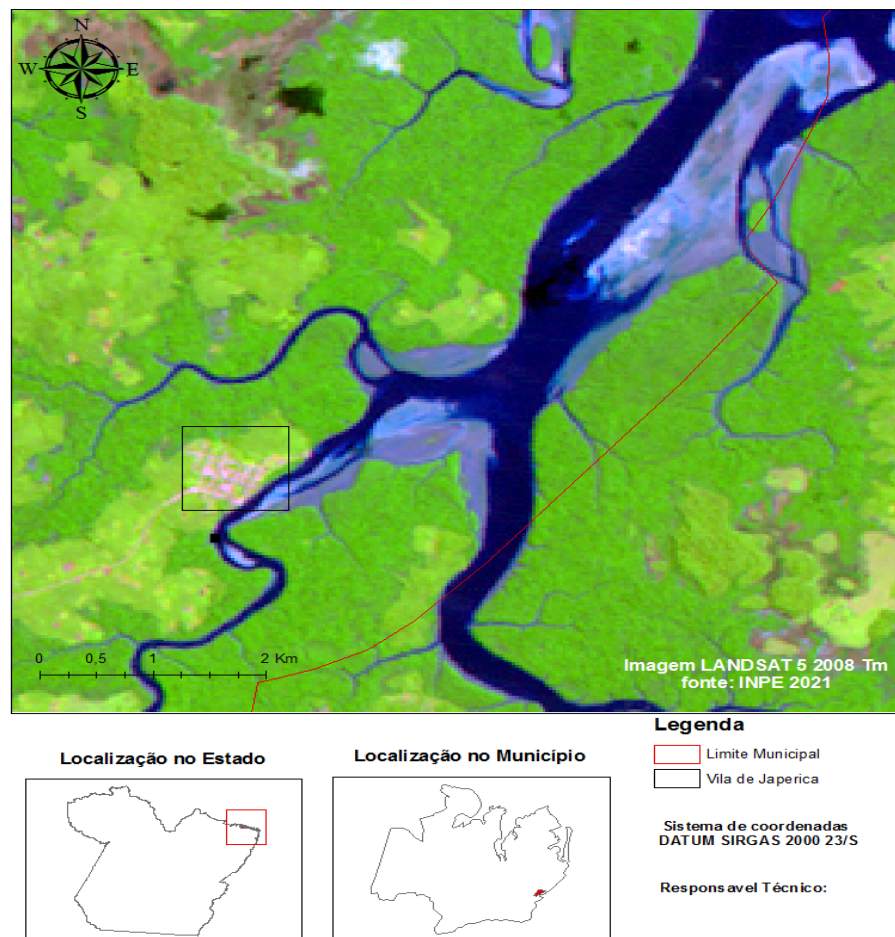 N
W E
S
0 0,5 1 2 Km
Imagem LANDSAT 5 2008 Tm
fonte: INPE 2021
Localização no Estado
Localização no Município
Legenda
Limite Municipal
Vila de Japerica
Sistema de coordenadas
DATUM SIRGAS 2000 23/S
Responsavel Técnico: